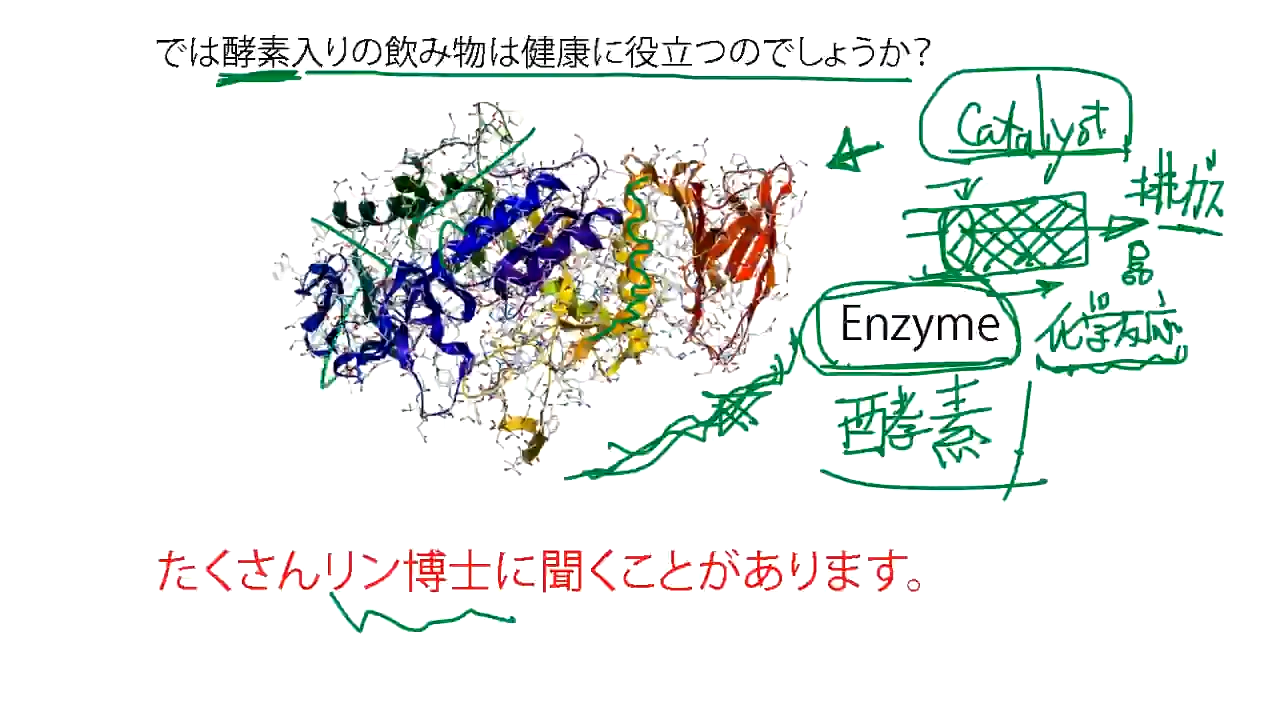 では酵素入りの飲み物は健康に役立つのでしょうか？
Catalyst
排ガス
Enzyme
化学反応
酵素
たくさんリン博士に聞くことがあります。